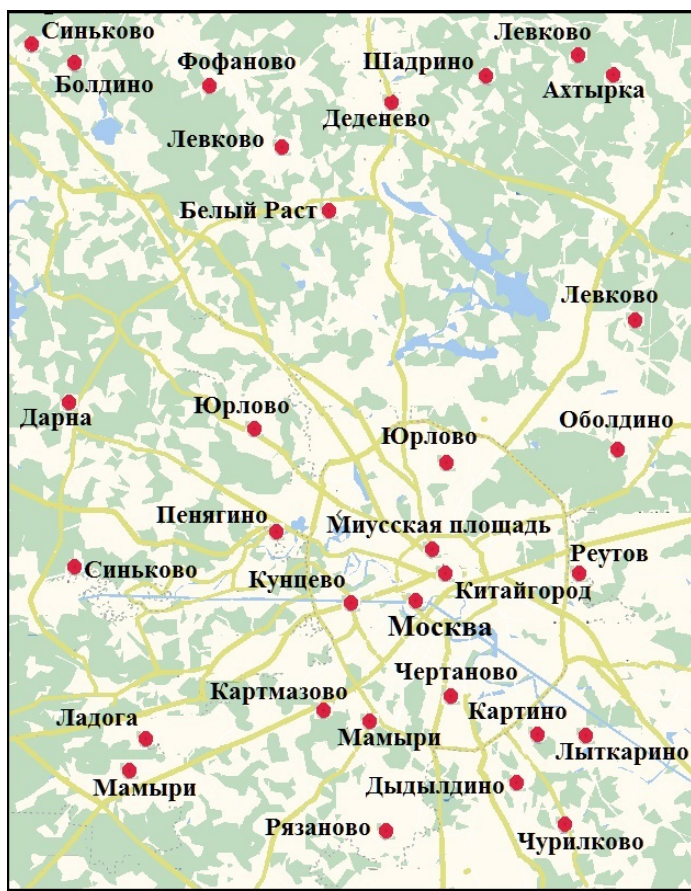 Синьково
Левково
Болдино
Фофаново
Шадрино
Ахтырка
Деденево
Левково
Белый Раст
Левково
Дарна
Юрлово
Юрлово
Оболдино
Пенягино
Миусская площадь
Синьково
Кунцево
Реутов
Китайгород
Москва
Чертаново
Картмазово
Картино
Ладога
Мамыри
Лыткарино
Мамыри
Дыдылдино
Рязаново
Чурилково